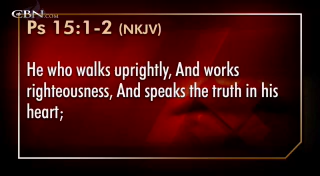 CBN.COM
Ps 15:1-2 (NKJV)
He who walks uprightly, And works
righteousness, And speaks the truth in his
heart;